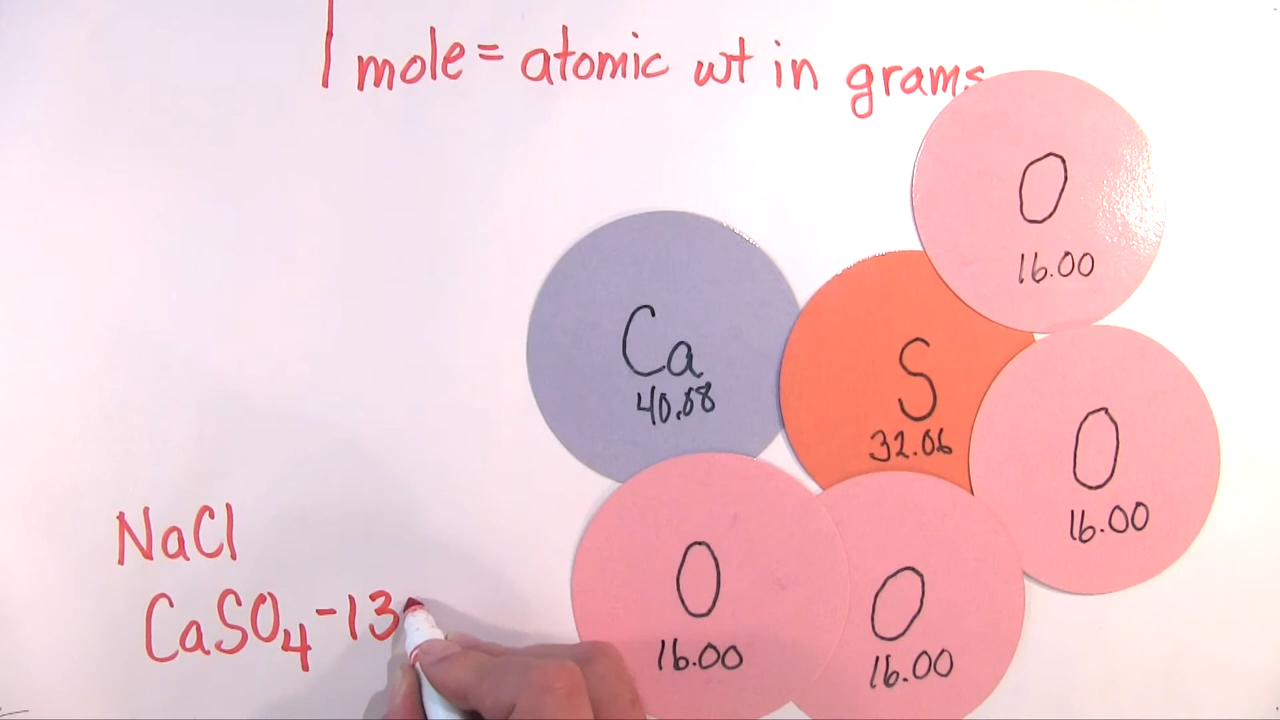 1 mole = atomic wt in grams
O
16.00
Ca
40.08
S
32.06
O
16.00
NaCl
O
16.00
O
16.00
CaSO4 - 13